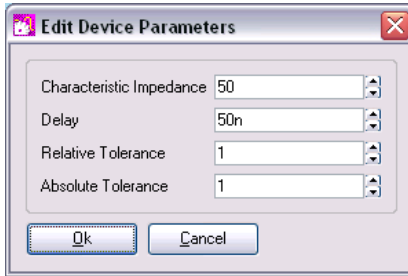 Edit Device Parameters
Characteristic Impedance 50
Delay 50n
Relative Tolerance 1
Absolute Tolerance 1
Ok Cancel